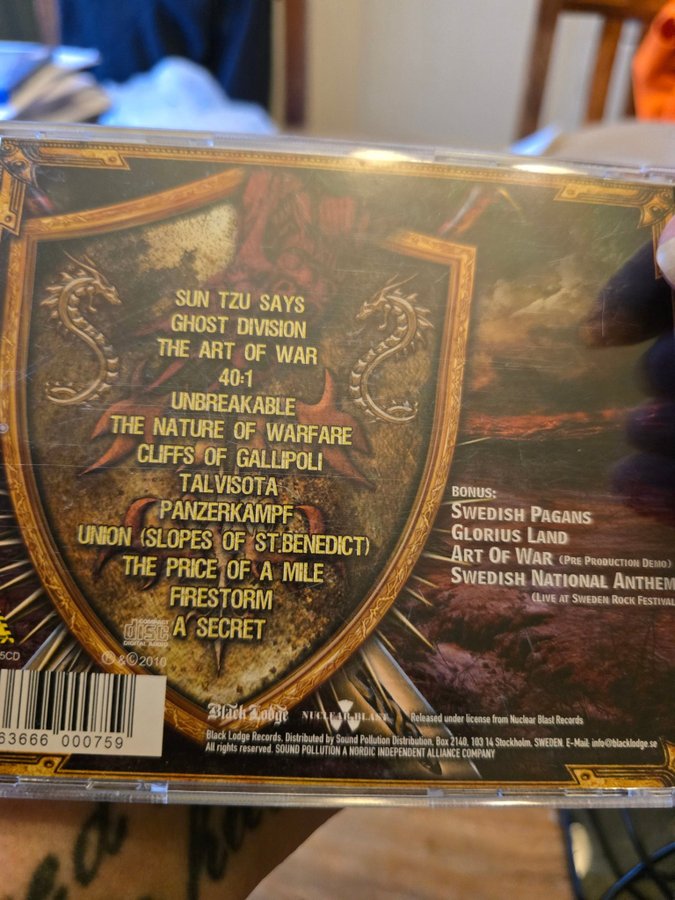 SUN TZU SAYS
GHOST DIVISION
THE ART OF WAR
40:1
UNBREAKABLE
THE NATURE OF WARFARE
CLIFFS OF GALLIPOLI
TALVISOTA
PANZERKAMPF
UNION (SLOPES OF ST.BENEDICT)
THE PRICE OF A MILE
FIRESTORM
A SECRET
BONUS:
SWEDISH PAGANS
GLORIUS LAND
ART OF WAR (PRE PRODUCTION DEMO)
SWEDISH NATIONAL ANTHEM
(LIVE AT SWEDEN ROCK FESTIVAL
COMPACT
disc
DIGITAL AUDIO
℗ & © 2010
5CD
63666 000759
Black Lodge
NUCLEAR BLAST
Released under license from Nuclear Blast Records
Black Lodge Records. Distributed by Sound Pollution Distribution, Box 2140, 103 14 Stockholm, SWEDEN. E-Mail: info@blacklodge.se
All rights reserved. SOUND POLLUTION A NORDIC INDEPENDENT ALLIANCE COMPANY